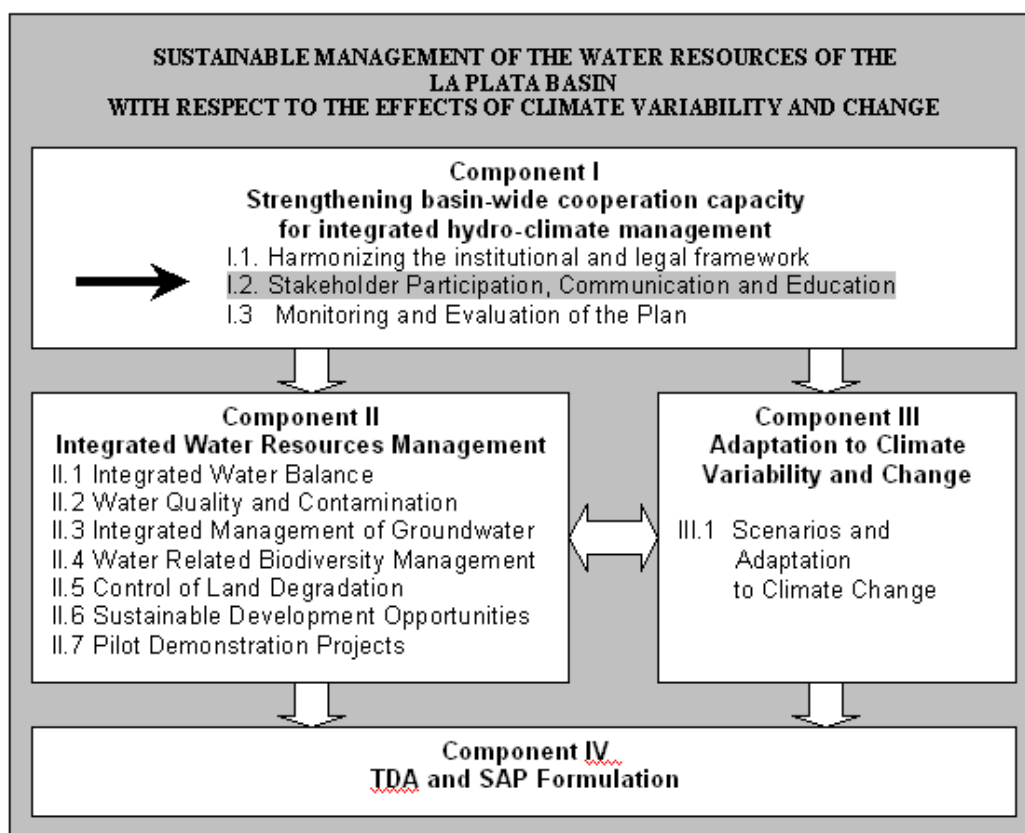 SUSTAINABLE MANAGEMENT OF THE WATER RESOURCES OF THE
LA PLATA BASIN
WITH RESPECT TO THE EFFECTS OF CLIMATE VARIABILITY AND CHANGE
Component I
Strengthening basin-wide cooperation capacity
for integrated hydro-climate management
I.1. Harmonizing the institutional and legal framework
I.2. Stakeholder Participation, Communication and Education
I.3 Monitoring and Evaluation of the Plan
Component II
Integrated Water Resources Management
II.1 Integrated Water Balance
II.2 Water Quality and Contamination
II.3 Integrated Management of Groundwater
II.4 Water Related Biodiversity Management
II.5 Control of Land Degradation
II.6 Sustainable Development Opportunities
II.7 Pilot Demonstration Projects
Component III
Adaptation to Climate
Variability and Change
III.1 Scenarios and
Adaptation
to Climate Change
Component IV
TDA and SAP Formulation